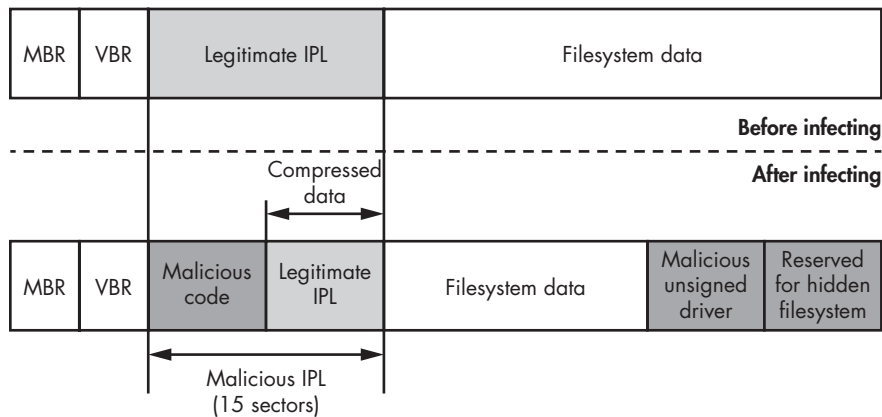 MBR
VBR
Legitimate IPL
Filesystem data
Before infecting
After infecting
Compressed
data
MBR
VBR
Malicious
code
Legitimate
IPL
Filesystem data
Malicious
unsigned
driver
Reserved
for hidden
filesystem
Malicious IPL
(15 sectors)